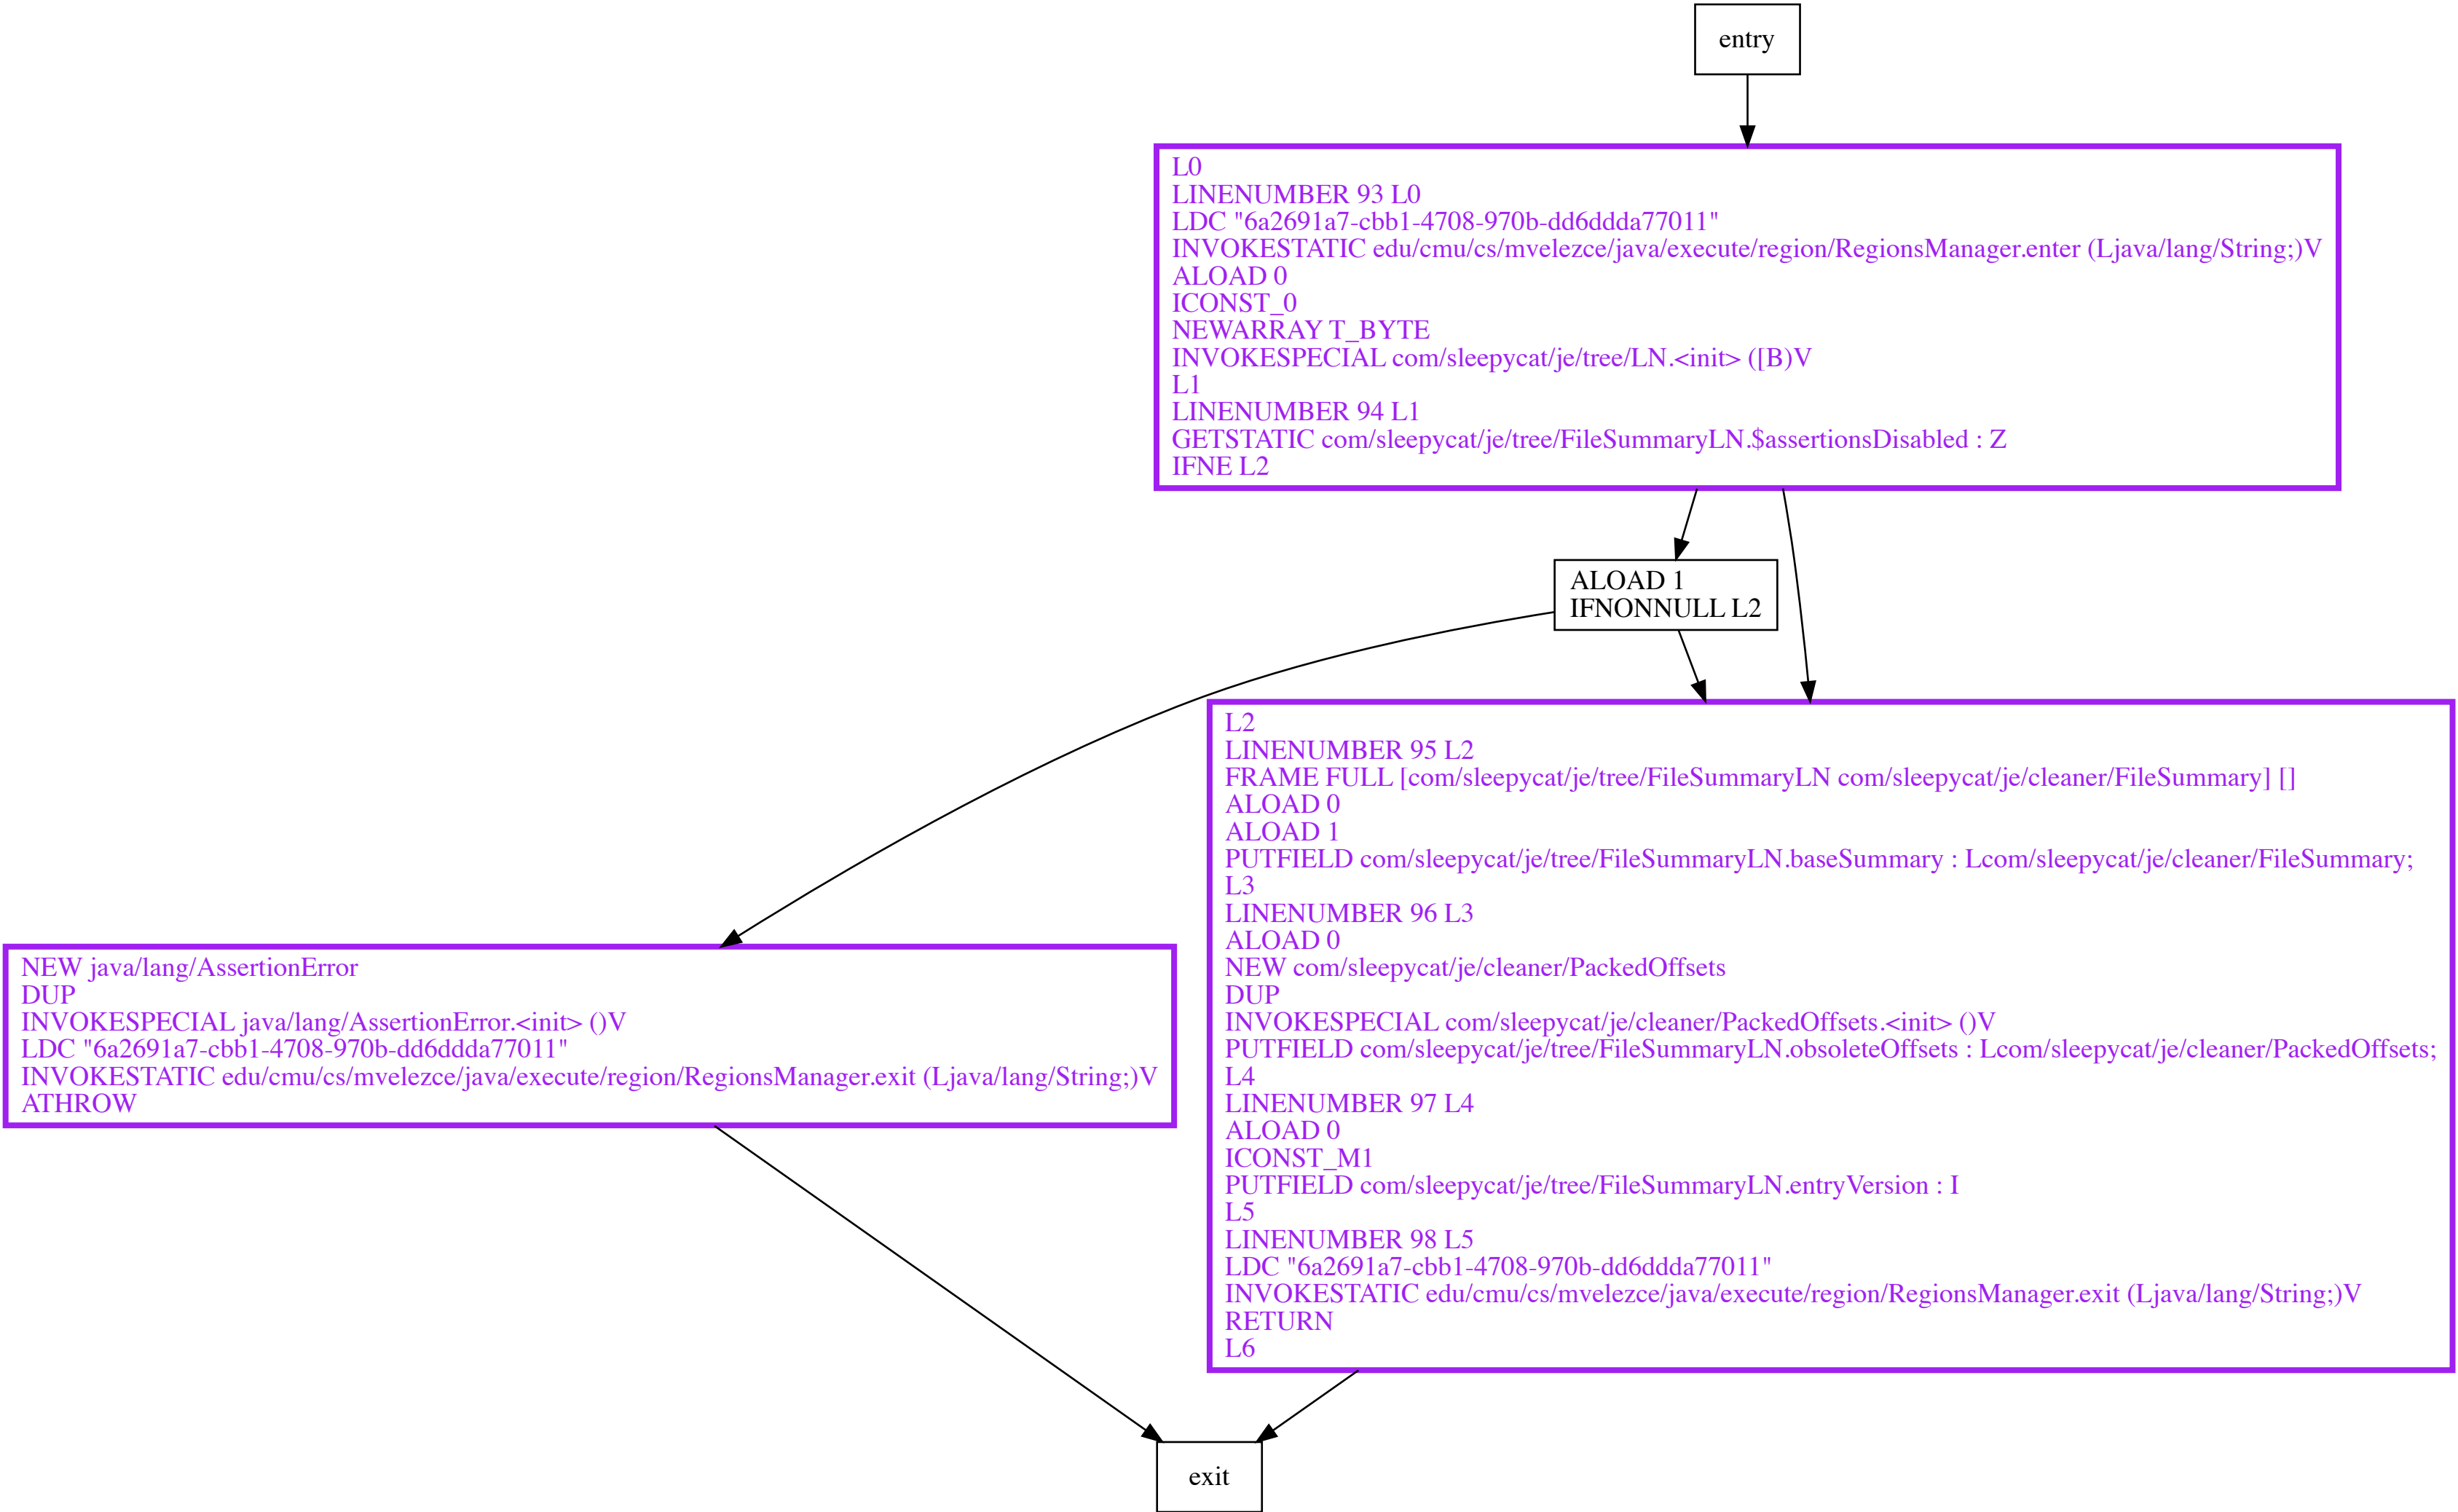 entry
L0
LINENUMBER 93 L0
LDC "6a2691a7-cbb1-4708-970b-dd6ddda77011"
INVOKESTATIC edu/cmu/cs/mvelezce/java/execute/region/RegionsManager.enter (Ljava/lang/String;)V
ALOAD 0
ICONST_0
NEWARRAY T_BYTE
INVOKESPECIAL com/sleepycat/je/tree/LN.<init> ([B)V
L1
LINENUMBER 94 L1
GETSTATIC com/sleepycat/je/tree/FileSummaryLN.$assertionsDisabled : Z
IFNE L2
ALOAD 1
IFNONNULL L2
L2
LINENUMBER 95 L2
FRAME FULL [com/sleepycat/je/tree/FileSummaryLN com/sleepycat/je/cleaner/FileSummary] []
ALOAD 0
ALOAD 1
PUTFIELD com/sleepycat/je/tree/FileSummaryLN.baseSummary : Lcom/sleepycat/je/cleaner/FileSummary;
L3
LINENUMBER 96 L3
ALOAD 0
NEW com/sleepycat/je/cleaner/PackedOffsets
DUP
INVOKESPECIAL com/sleepycat/je/cleaner/PackedOffsets.<init> ()V
PUTFIELD com/sleepycat/je/tree/FileSummaryLN.obsoleteOffsets : Lcom/sleepycat/je/cleaner/PackedOffsets;
L4
LINENUMBER 97 L4
ALOAD 0
ICONST_M1
PUTFIELD com/sleepycat/je/tree/FileSummaryLN.entryVersion : I
L5
LINENUMBER 98 L5
LDC "6a2691a7-cbb1-4708-970b-dd6ddda77011"
INVOKESTATIC edu/cmu/cs/mvelezce/java/execute/region/RegionsManager.exit (Ljava/lang/String;)V
RETURN
L6
NEW java/lang/AssertionError
DUP
INVOKESPECIAL java/lang/AssertionError.<init> ()V
LDC "6a2691a7-cbb1-4708-970b-dd6ddda77011"
INVOKESTATIC edu/cmu/cs/mvelezce/java/execute/region/RegionsManager.exit (Ljava/lang/String;)V
ATHROW
exit